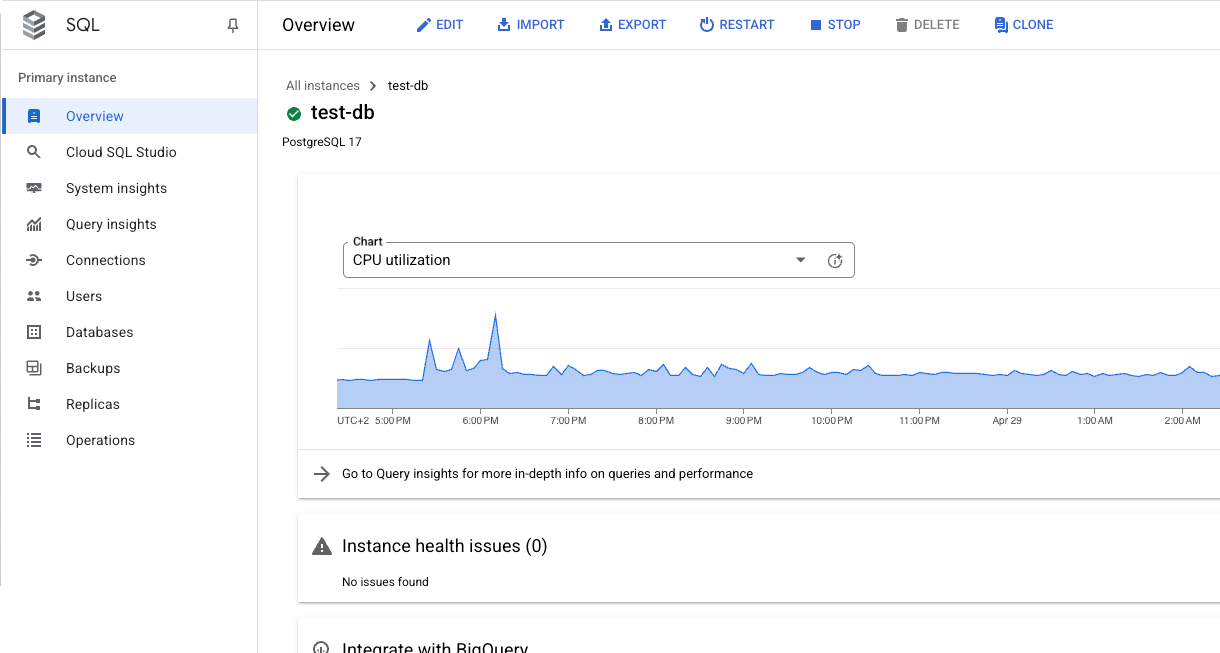 SQL
Overview
EDIT
IMPORT
EXPORT
RESTART
STOP
DELETE
CLONE
Primary instance
Overview
Cloud SQL Studio
System insights
Query insights
Connections
Users
Databases
Backups
Replicas
Operations
All instances
test-db
test-db
PostgreSQL 17
Chart
CPU utilization
UTC+2 5:00 PM 6:00 PM 7:00 PM 8:00 PM 9:00 PM 10:00 PM 11:00 PM Apr 29 1:00 AM 2:00 AM
Go to Query insights for more in-depth info on queries and performance
Instance health issues (0)
No issues found
Integrate with BigQuery